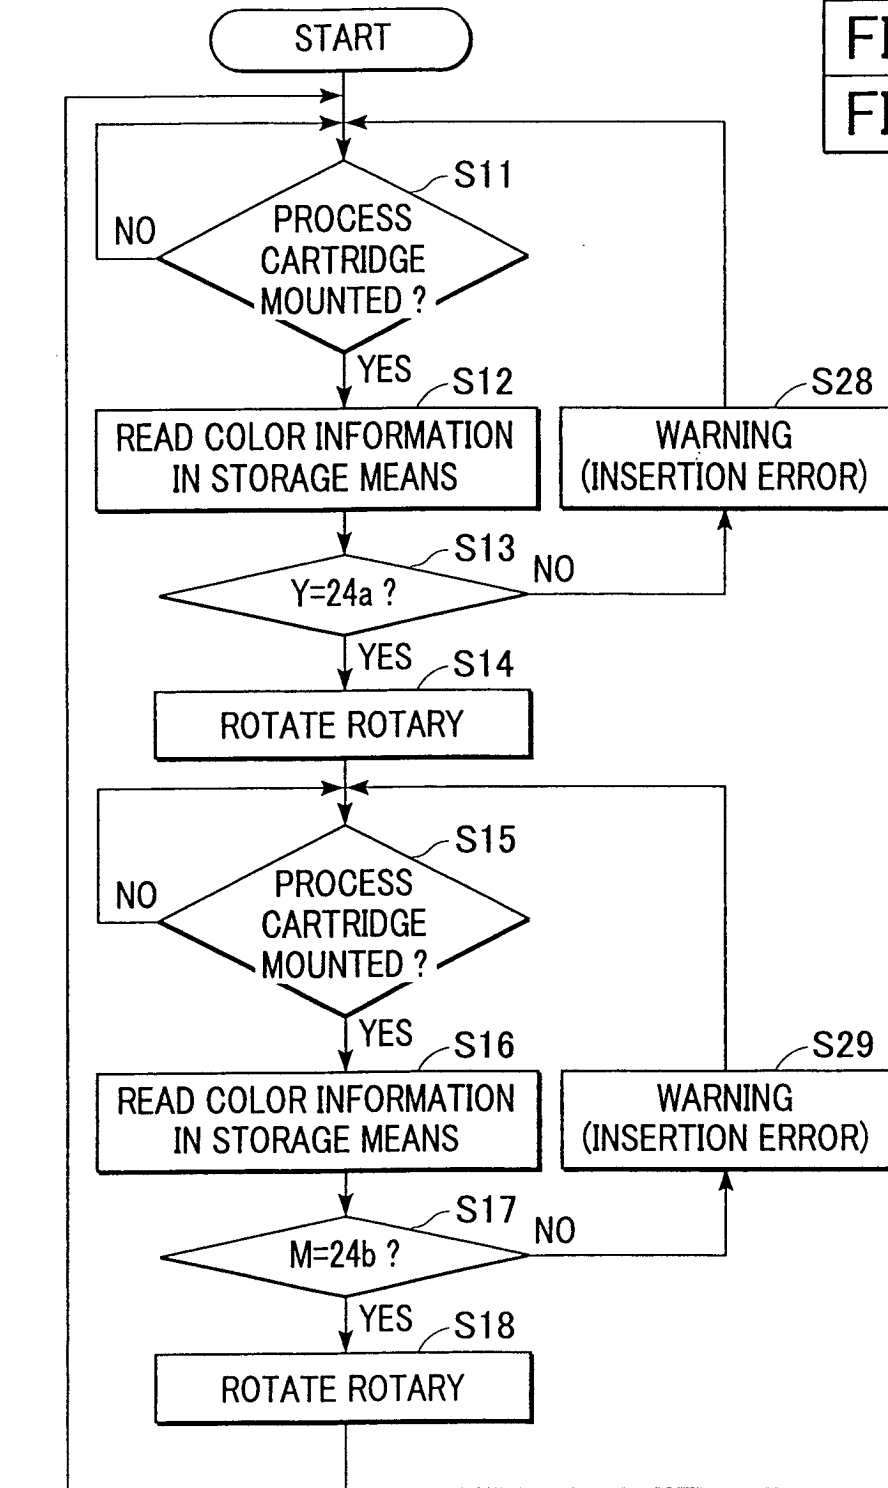 START
S11
NO
PROCESS
CARTRIDGE
MOUNTED ?
YES
S12
READ COLOR INFORMATION
IN STORAGE MEANS
S28
WARNING
(INSERTION ERROR)
S13
Y=24a ?
NO
YES
S14
ROTATE ROTARY
S15
NO
PROCESS
CARTRIDGE
MOUNTED ?
YES
S16
READ COLOR INFORMATION
IN STORAGE MEANS
S29
WARNING
(INSERTION ERROR)
S17
M=24b ?
NO
YES
S18
ROTATE ROTARY